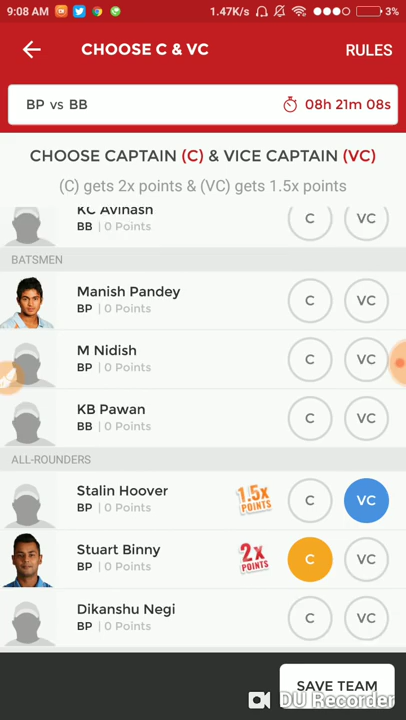 9:08 AM 1.47K/s 3%
CHOOSE C & VC RULES
BP vs BB 08h 21m 08s
CHOOSE CAPTAIN (C) & VICE CAPTAIN (VC)
(C) gets 2x points & (VC) gets 1.5x points
KC Avinash
BB | 0 Points C VC
BATSMEN
Manish Pandey
BP | 0 Points C VC
M Nidish
BP | 0 Points C VC
KB Pawan
BB | 0 Points C VC
ALL-ROUNDERS
Stalin Hoover
BP | 0 Points 1.5x POINTS C VC
Stuart Binny
BP | 0 Points 2x POINTS C VC
Dikanshu Negi
BP | 0 Points C VC
SAVE TEAM
DU Recorder